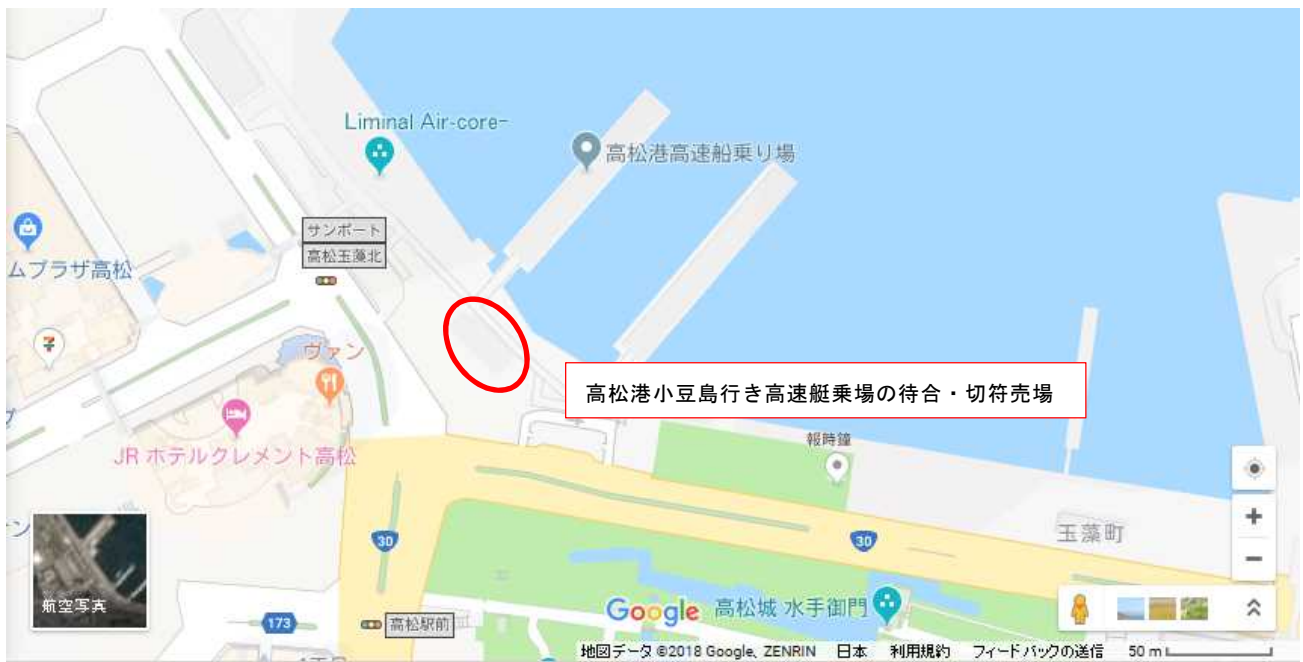 Liminal Air-core-
高松港高速船乗り場
サンポート
高松玉藻北
ムプラザ高松
ヴァン
高松港小豆島行き高速艇乗場の待合・切符売場
JR ホテルクレメント高松
報時鐘
30
30
玉藻町
航空写真
173
高松駅前
Google
高松城 水手御門
地図データ ©2018 Google, ZENRIN 日本 利用規約 フィードバックの送信 50 m